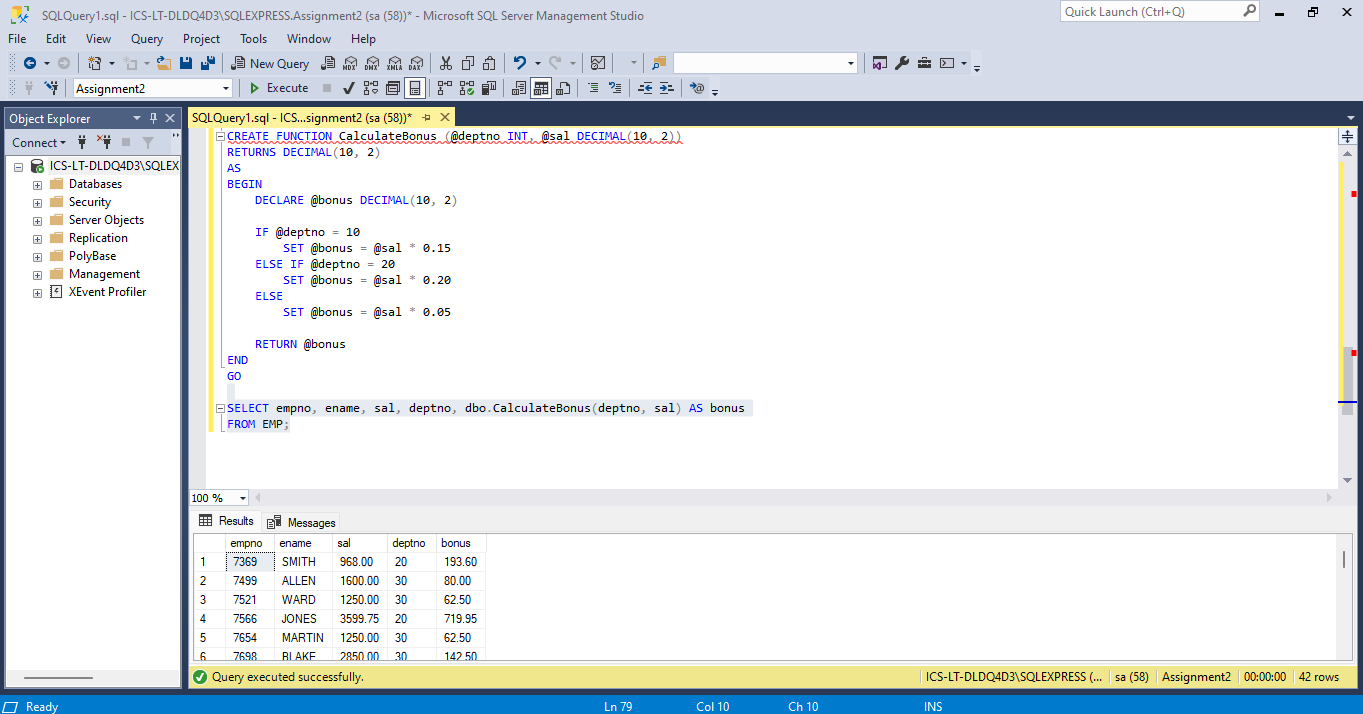 SQLQuery1.sql - ICS-LT-DLDQ4D3\SQLEXPRESS.Assignment2 (sa (58))* - Microsoft SQL Server Management Studio
Quick Launch (Ctrl+Q)
File Edit View Query Project Tools Window Help
New Query
MDX DMX XMLA DAX
Assignment2
Execute
Object Explorer
SQLQuery1.sql - ICS...signment2 (sa (58))*
Connect
ICS-LT-DLDQ4D3\SQLEX
Databases
Security
Server Objects
Replication
PolyBase
Management
XEvent Profiler
CREATE FUNCTION CalculateBonus (@deptno INT, @sal DECIMAL(10, 2))
RETURNS DECIMAL(10, 2)
AS
BEGIN
DECLARE @bonus DECIMAL(10, 2)
IF @deptno = 10
SET @bonus = @sal * 0.15
ELSE IF @deptno = 20
SET @bonus = @sal * 0.20
ELSE
SET @bonus = @sal * 0.05
RETURN @bonus
END
GO
SELECT empno, ename, sal, deptno, dbo.CalculateBonus(deptno, sal) AS bonus
FROM EMP;
100 %
Results Messages
empno ename sal deptno bonus
1 7369 SMITH 968.00 20 193.60
2 7499 ALLEN 1600.00 30 80.00
3 7521 WARD 1250.00 30 62.50
4 7566 JONES 3599.75 20 719.95
5 7654 MARTIN 1250.00 30 62.50
6 7698 BLAKE 2850.00 30 142.50
Query executed successfully.
ICS-LT-DLDQ4D3\SQLEXPRESS (... sa (58) Assignment2 00:00:00 42 rows
Ready Ln 79 Col 10 Ch 10 INS